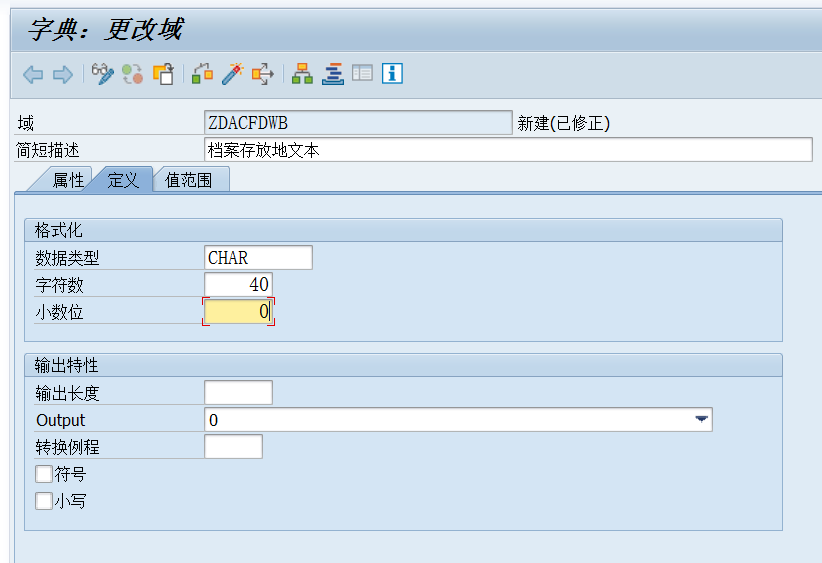 字典：更改域
域 ZDACFDWB 新建(已修正)
简短描述 档案存放地文本
属性 定义 值范围
格式化
数据类型 CHAR
字符数 40
小数位 0
输出特性
输出长度
Output 0
转换例程
符号
小写